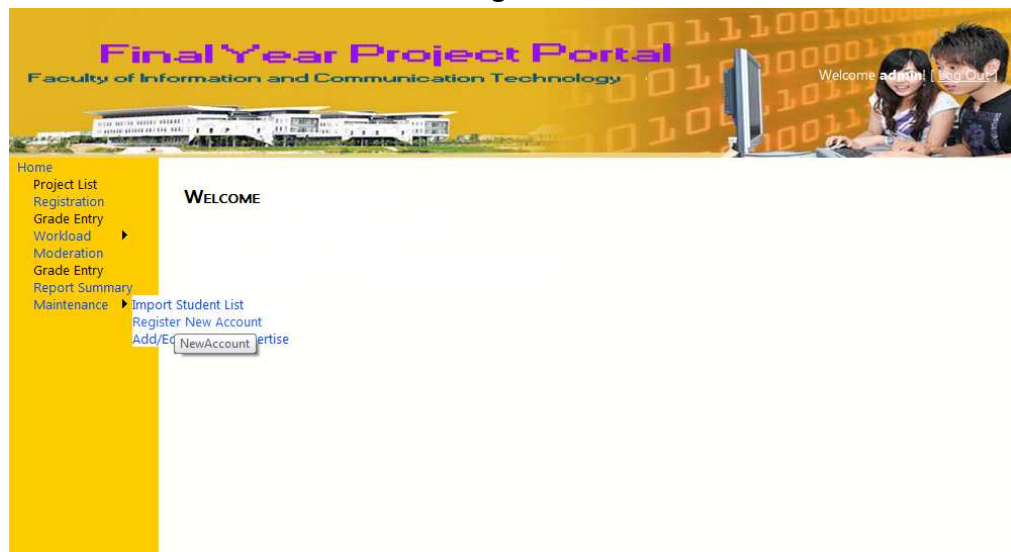 Final Year Project Portal
Faculty of Information and Communication Technology
Welcome admin! [ Log Out ]
Home
Project List
Registration
Grade Entry
Workload
Moderation
Grade Entry
Report Summary
Maintenance
Import Student List
Register New Account
Add/Ed ertise
NewAccount
WELCOME